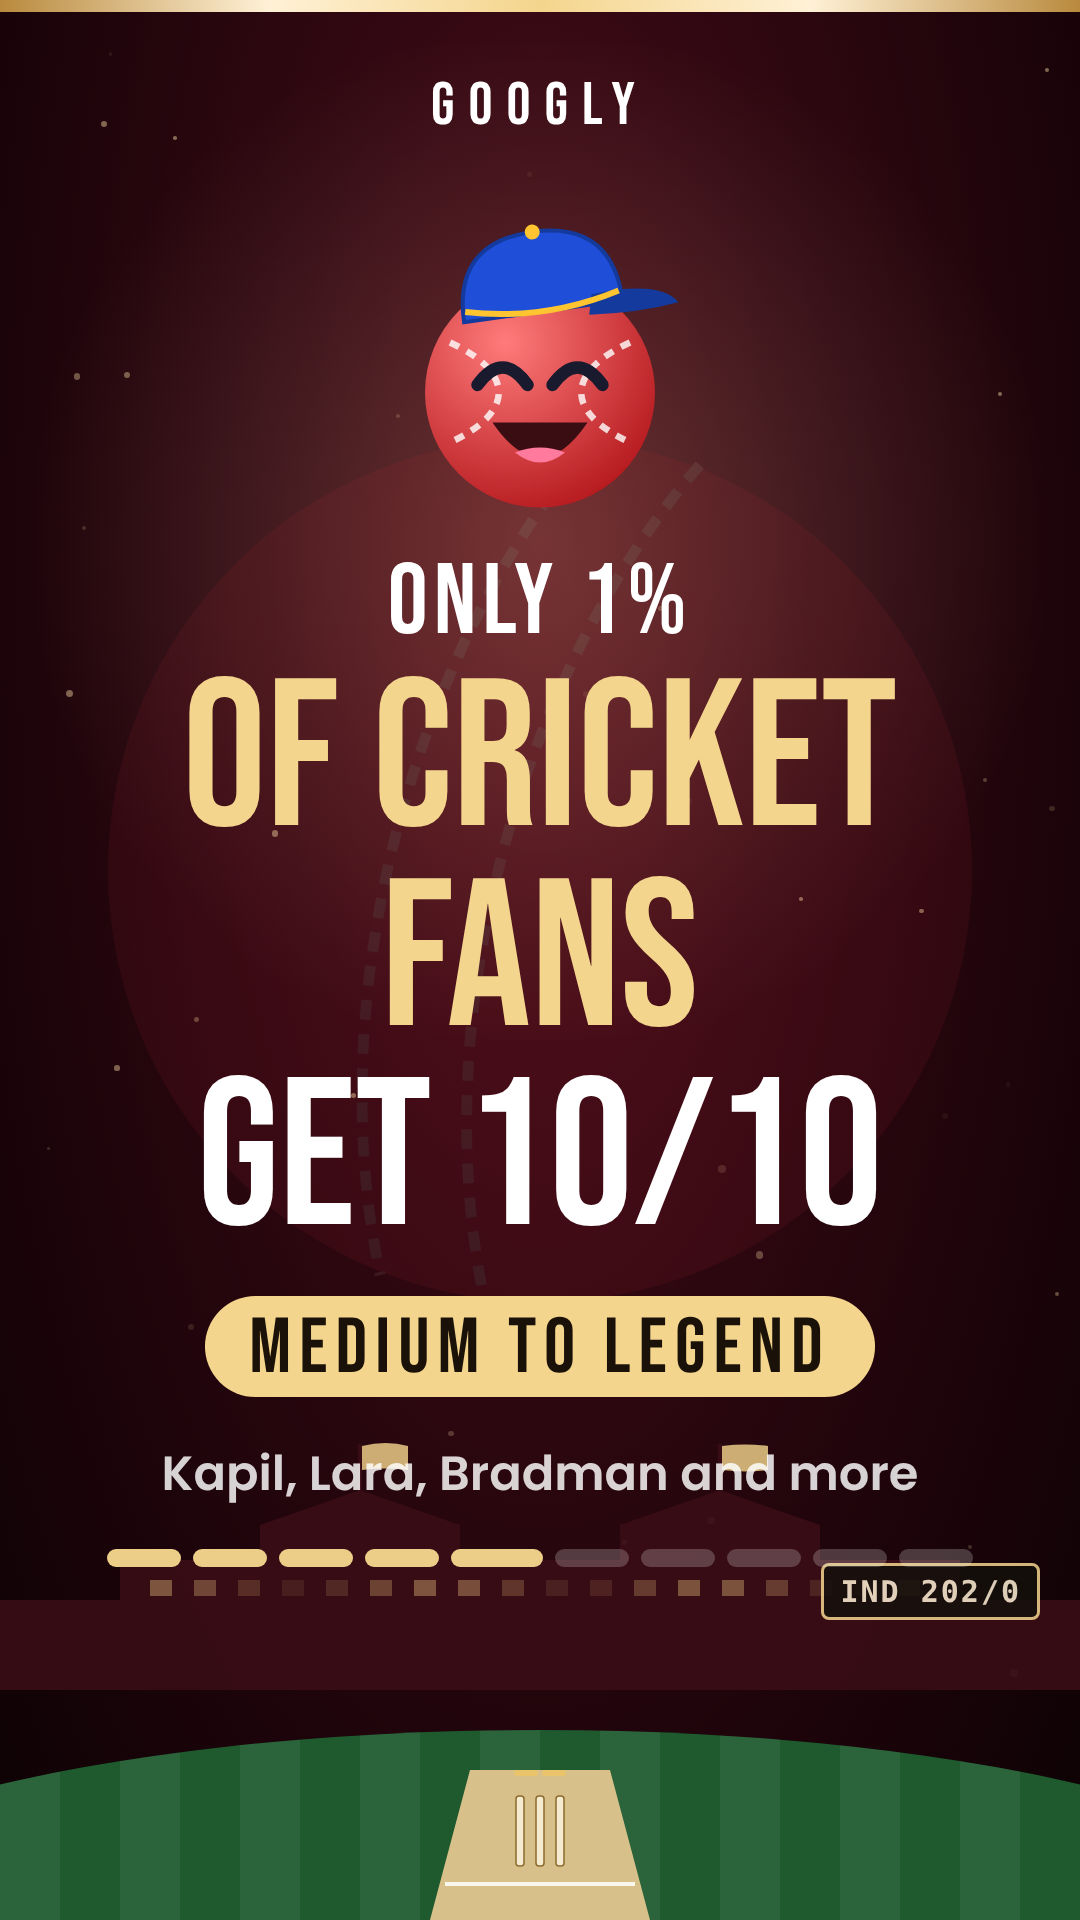 GOOGLY
ONLY 1%
OF CRICKET
FANS
GET 10/10
MEDIUM TO LEGEND
Kapil, Lara, Bradman and more
IND 202/0